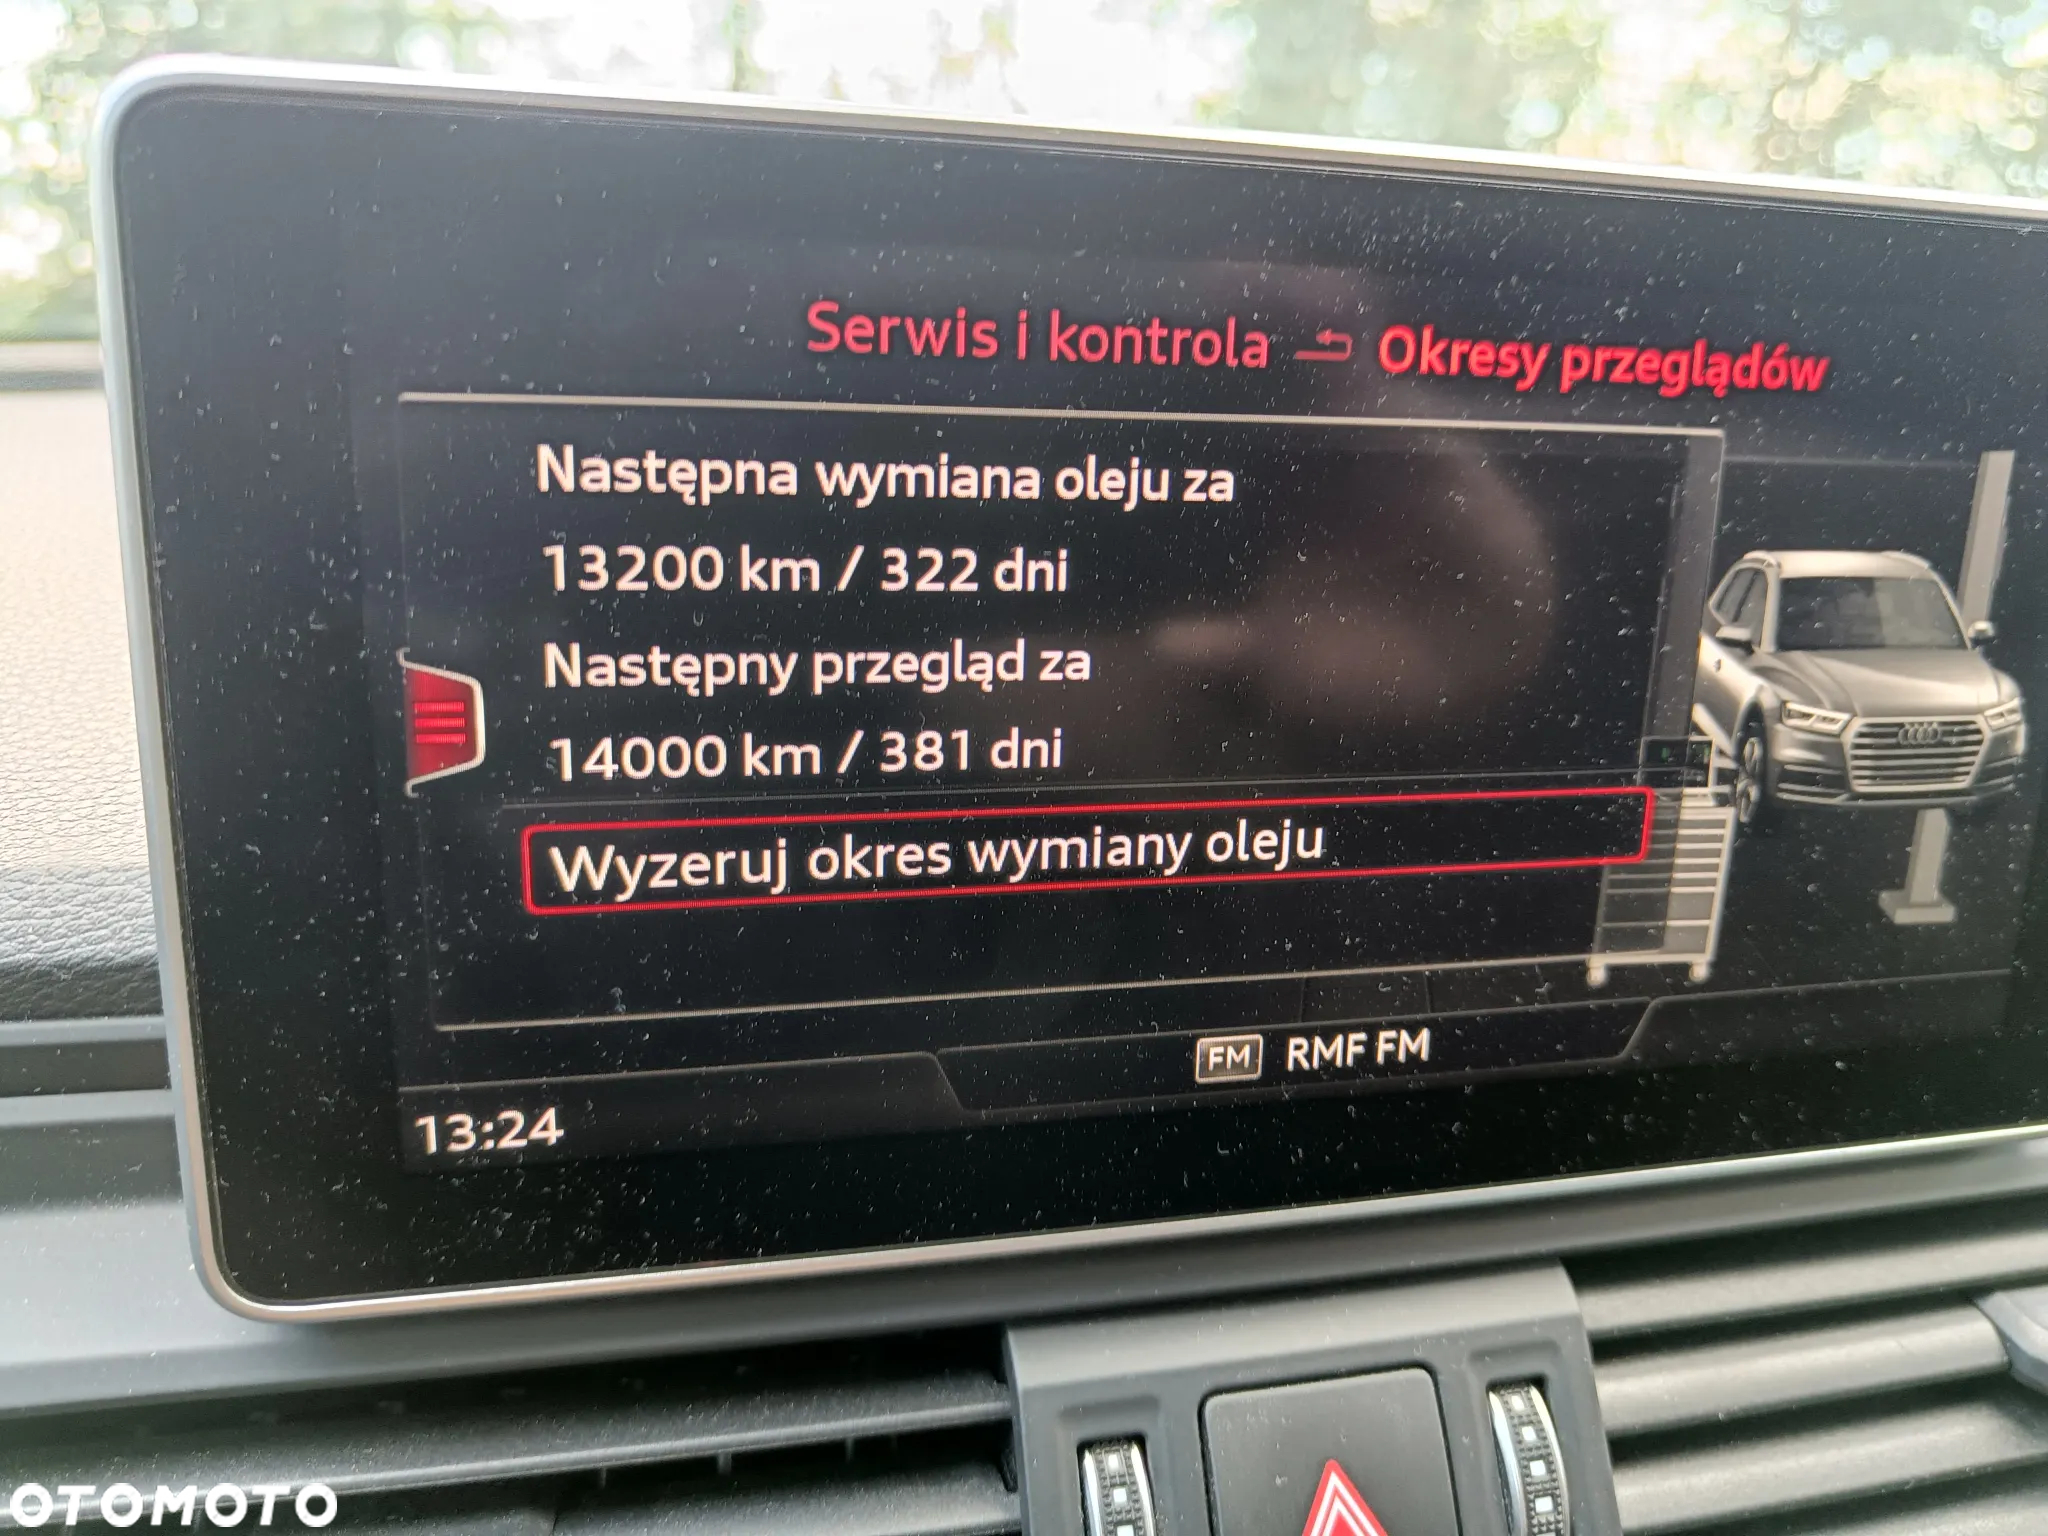 Serwis i kontrola Okresy przeglądów
Następna wymiana oleju za
13200 km / 322 dni
Następny przegląd za
14000 km / 381 dni
Wyzeruj okres wymiany oleju
FM RMF FM
13:24
OTOMOTO